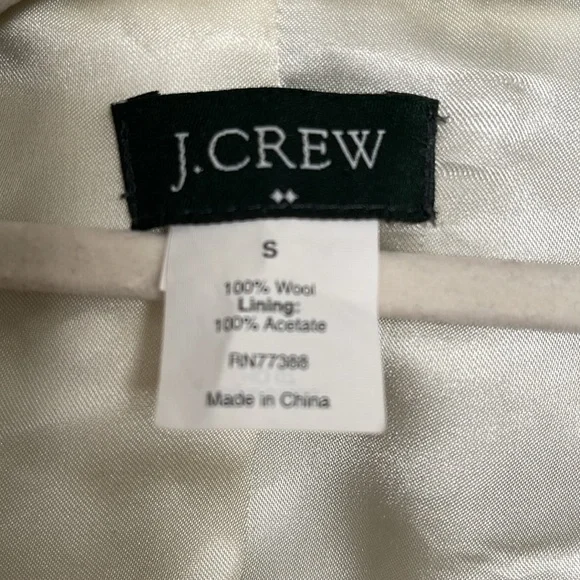 J.CREW
S
100% Wool
Lining:
100% Acetate
RN77388
Made in China